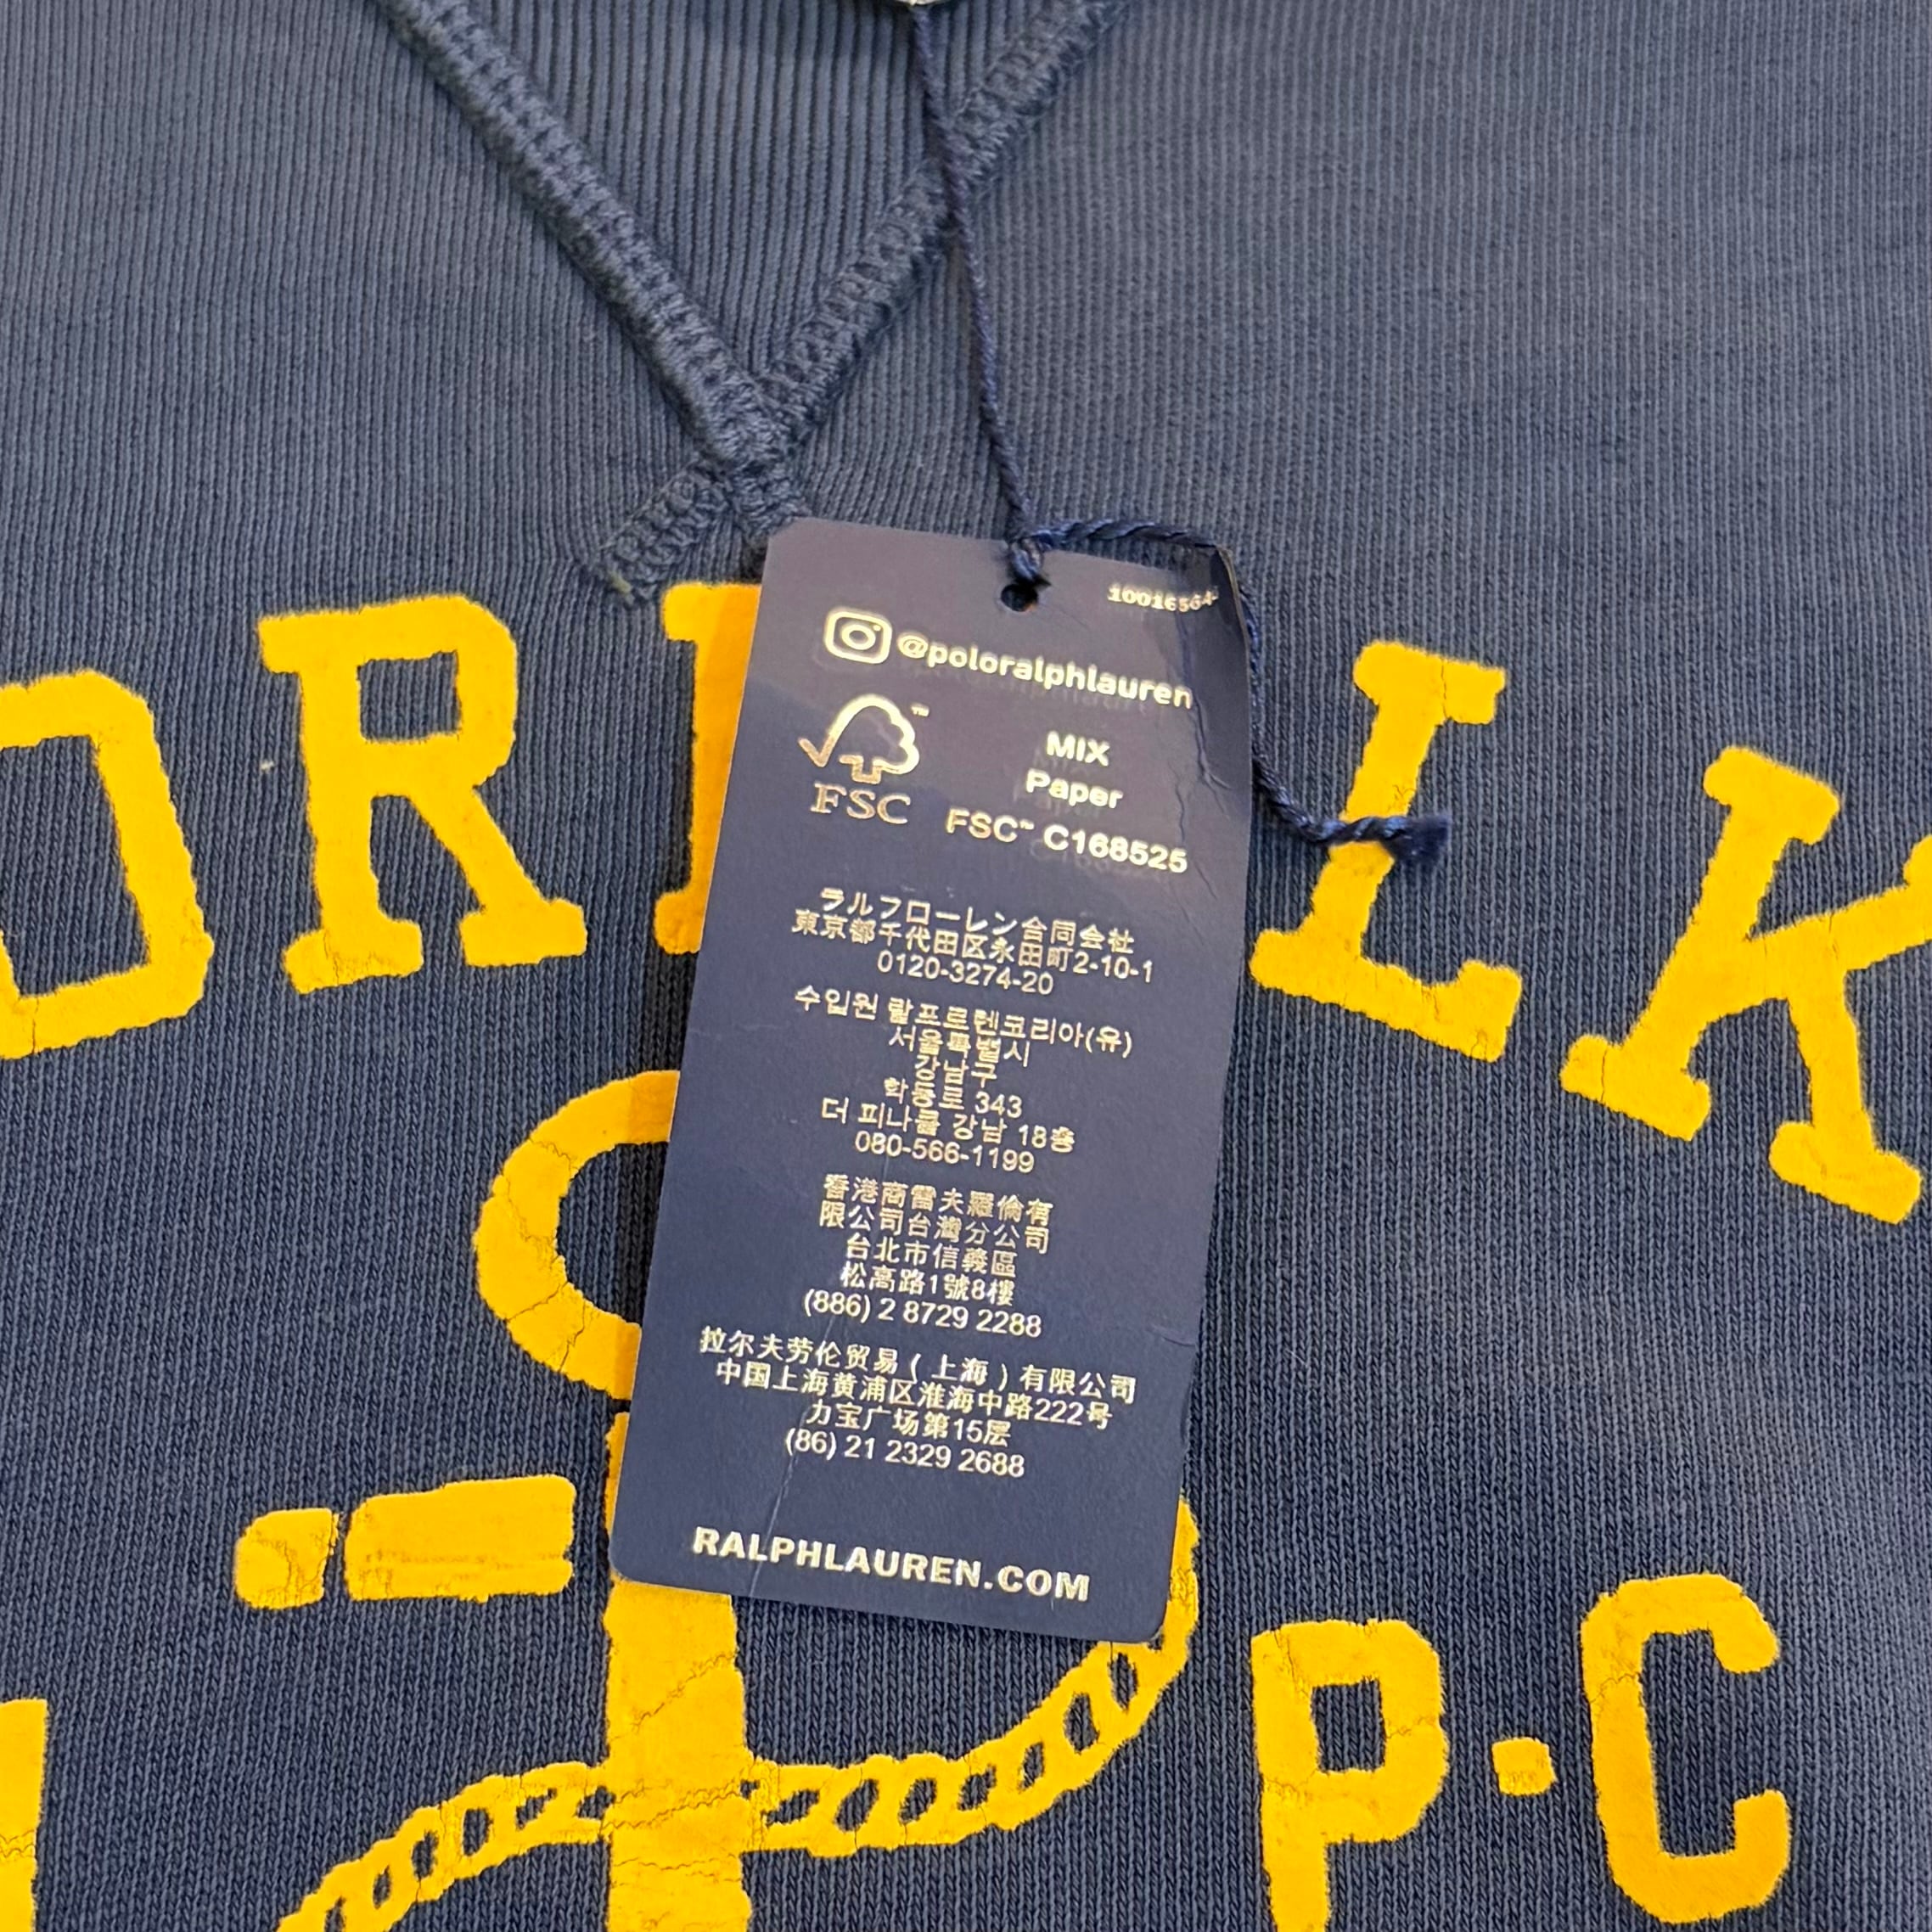 @poloralphlauren
MIX
Paper
FSC
FSC™ C168525
ラルフローレン合同会社
東京都千代田区永田町2-10-1
0120-3274-20
수입원 랄프로렌코리아(유)
서울특별시
강남구
학동로 343
더 피나클 강남 18층
080-566-1199
香港商雷夫羅倫有
限公司台灣分公司
台北市信義區
松高路1號8樓
(886) 2 8729 2288
拉尔夫劳伦贸易(上海)有限公司
中国上海黄浦区淮海中路222号
力宝广场第15层
(86) 21 2329 2688
RALPHLAUREN.COM
P.C